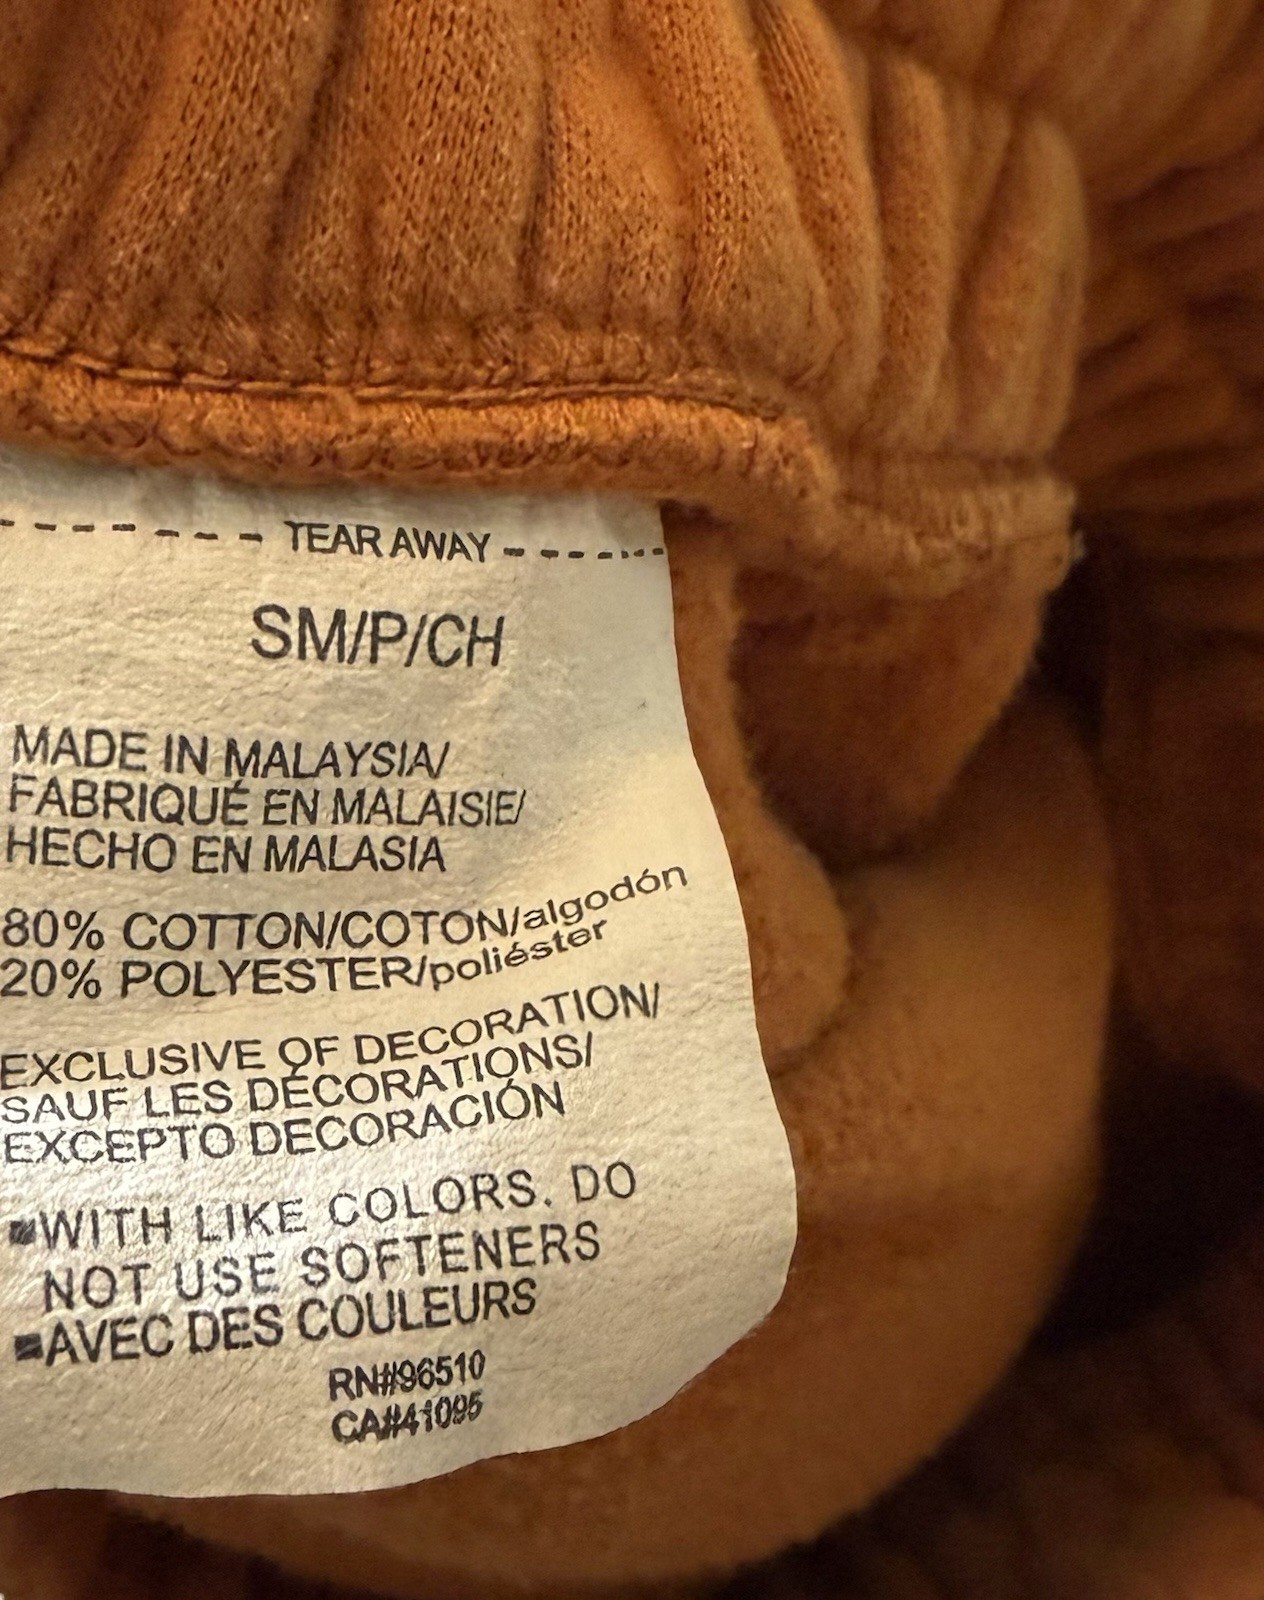 TEAR AWAY
SM/P/CH
MADE IN MALAYSIA/
FABRIQUÉ EN MALAISIE/
HECHO EN MALASIA
80% COTTON/COTON/algodón
20% POLYESTER/poliéster
EXCLUSIVE OF DECORATION/
SAUF LES DÉCORATIONS/
EXCEPTO DECORACIÓN
■WITH LIKE COLORS. DO
NOT USE SOFTENERS
■AVEC DES COULEURS
RN#96510
CA#41095